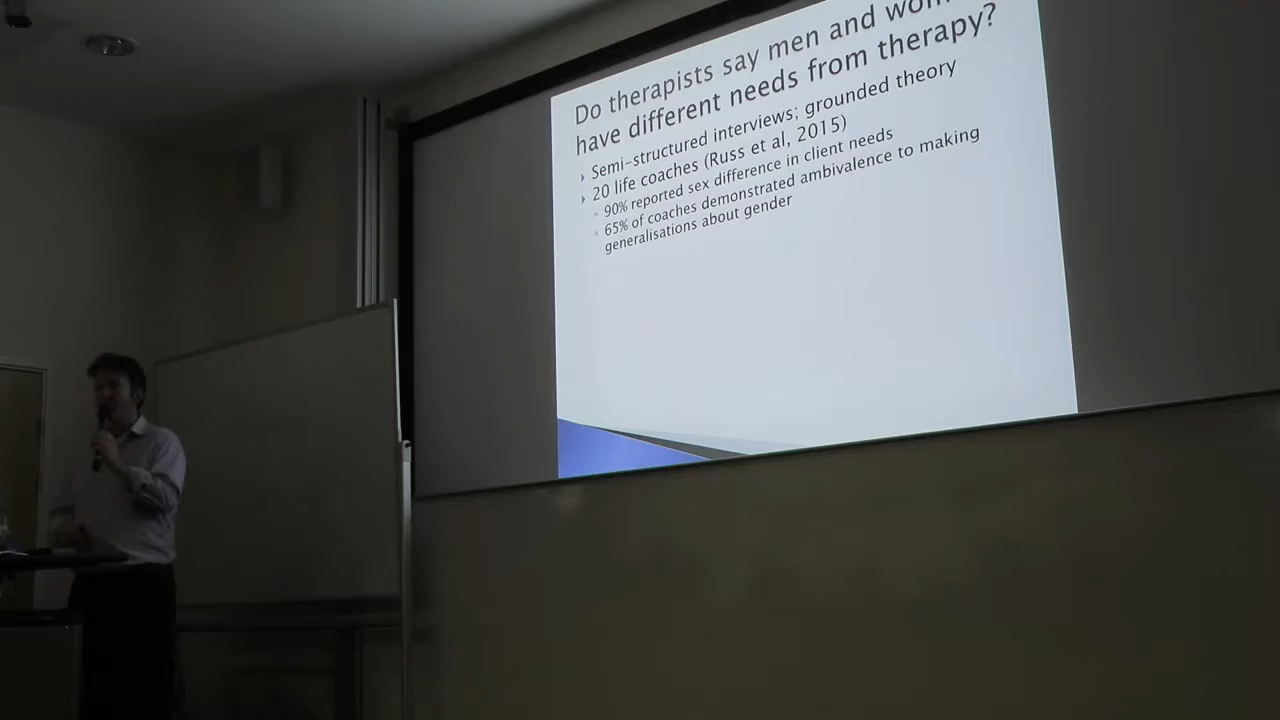 Do therapists say men and wom
have different needs from therapy?
Semi-structured interviews; grounded theory
20 life coaches (Russ et al, 2015)
90% reported sex difference in client needs
65% of coaches demonstrated ambivalence to making
generalisations about gender